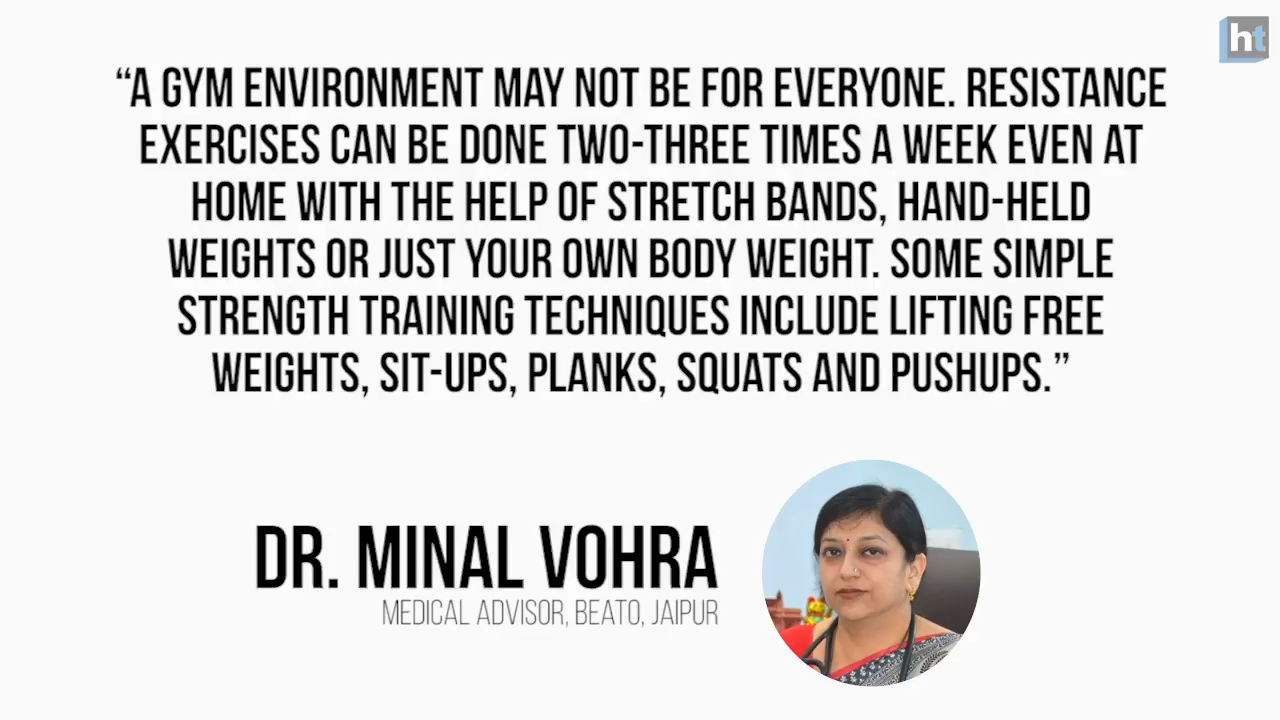 ht
“A GYM ENVIRONMENT MAY NOT BE FOR EVERYONE. RESISTANCE
EXERCISES CAN BE DONE TWO-THREE TIMES A WEEK EVEN AT
HOME WITH THE HELP OF STRETCH BANDS, HAND-HELD
WEIGHTS OR JUST YOUR OWN BODY WEIGHT. SOME SIMPLE
STRENGTH TRAINING TECHNIQUES INCLUDE LIFTING FREE
WEIGHTS, SIT-UPS, PLANKS, SQUATS AND PUSHUPS.”
DR. MINAL VOHRA
MEDICAL ADVISOR, BEATO, JAIPUR